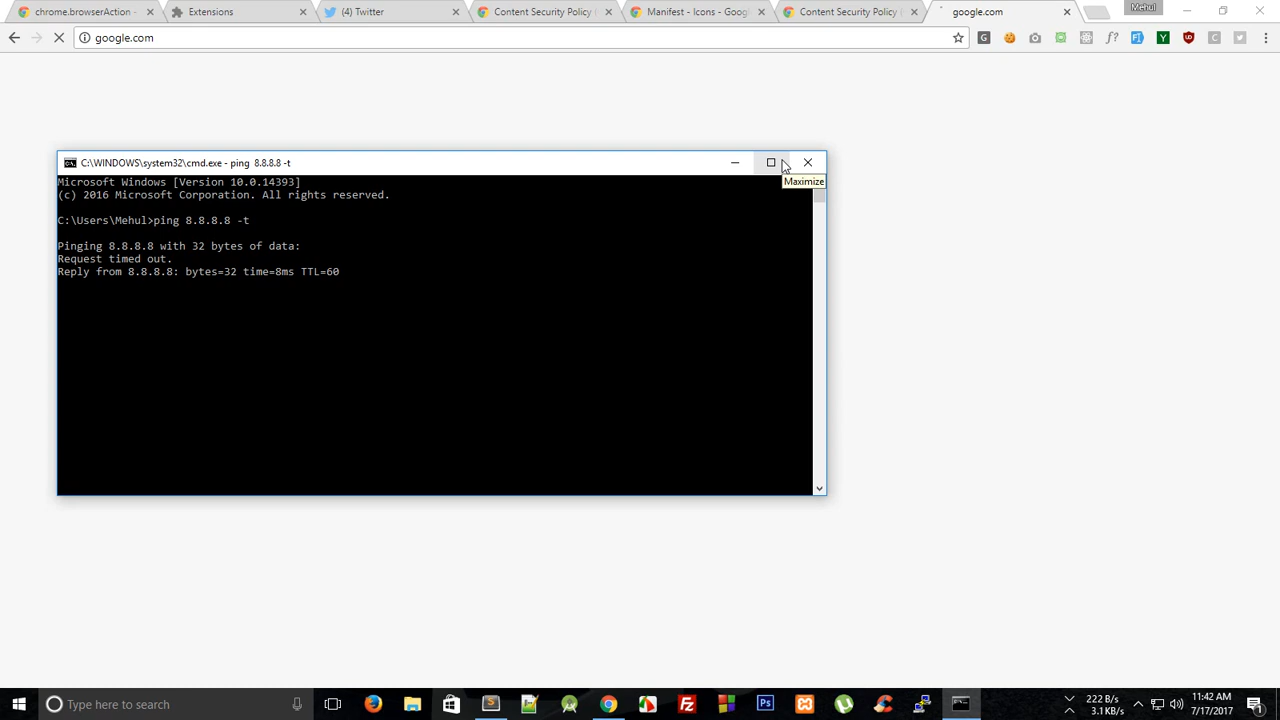 chrome.browserAction -
Extensions
(4) Twitter
Content Security Policy (
Manifest - Icons - Goog
Content Security Policy (
google.com
Mehul
google.com
C:\WINDOWS\system32\cmd.exe - ping  8.8.8.8 -t
Maximize
Microsoft Windows [Version 10.0.14393]
(c) 2016 Microsoft Corporation. All rights reserved.
C:\Users\Mehul>ping 8.8.8.8 -t
Pinging 8.8.8.8 with 32 bytes of data:
Request timed out.
Reply from 8.8.8.8: bytes=32 time=8ms TTL=60
Type here to search
222 B/s
3.1KB/s
11:42 AM
7/17/2017